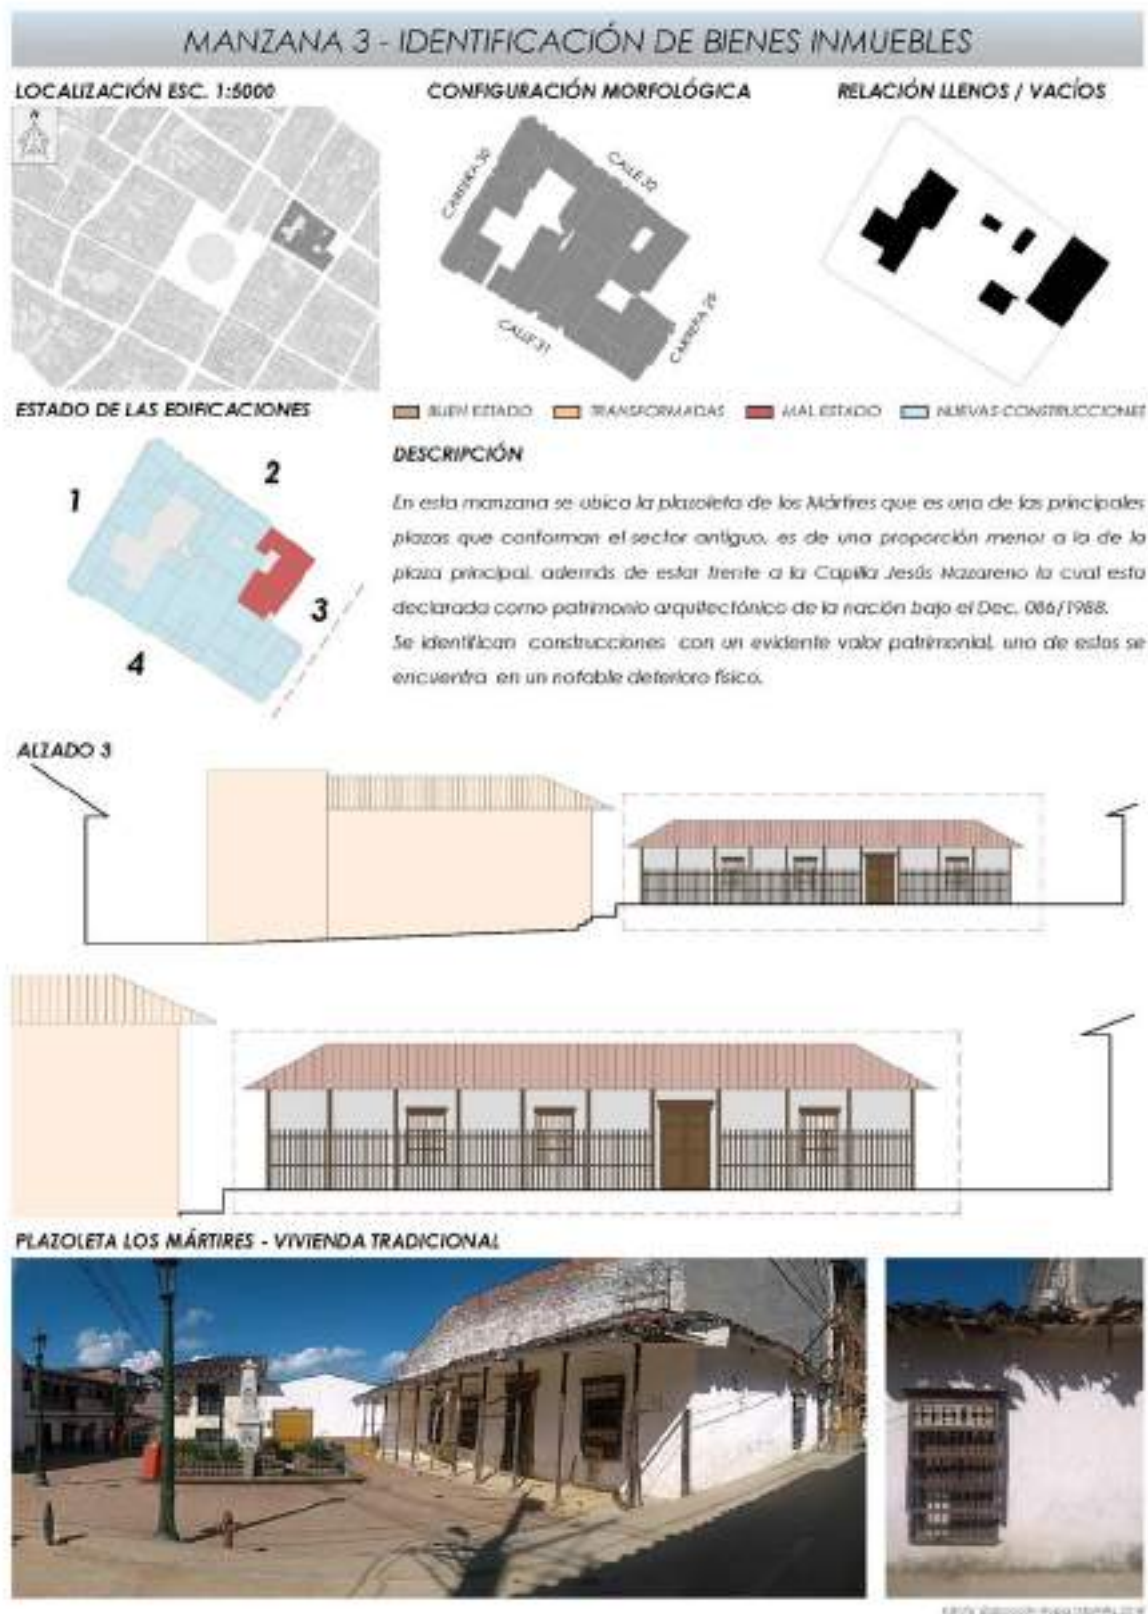 MANZANA 3 - IDENTIFICACIÓN DE BIENES INMUEBLES
LOCALIZACIÓN ESC. 1:5000
CONFIGURACIÓN MORFOLÓGICA
RELACIÓN LLENOS / VACÍOS
N
CARRERA 30
CALLE 32
CALLE 31
CARRERA 29
ESTADO DE LAS EDIFICACIONES
BUEN ESTADO
TRANSFORMADAS
MAL ESTADO
NUEVAS CONSTRUCCIONES
1
2
3
4
DESCRIPCIÓN
En esta manzana se ubica la plazoleta de los Mártires que es una de las principales
plazas que conforman el sector antiguo, es de una proporción menor a la de la
plaza principal, además de estar frente a la Capilla Jesús Nazareno la cual esta
declarada como patrimonio arquitectónico de la nación bajo el Dec. 086/1988.
Se identifican construcciones con un evidente valor patrimonial, uno de estos se
encuentra en un notable deterioro físico.
ALZADO 3
PLAZOLETA LOS MÁRTIRES - VIVIENDA TRADICIONAL